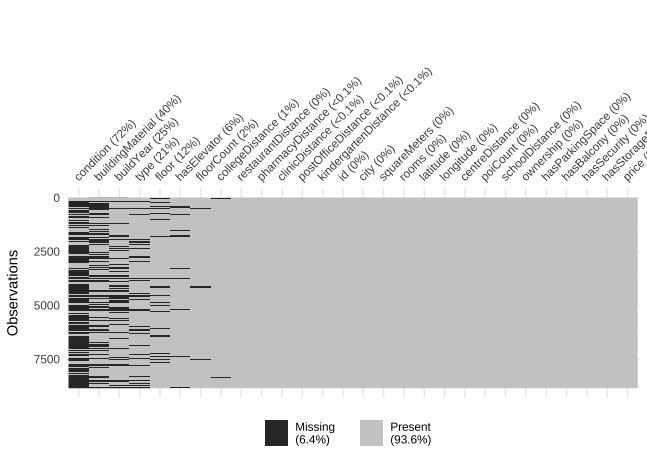 condition (72%)
buildingMaterial (40%)
buildYear (25%)
type (21%)
floor (12%)
hasElevator (6%)
floorCount (2%)
collegeDistance (1%)
restaurantDistance (0%)
pharmacyDistance (<0.1%)
clinicDistance (<0.1%)
postOfficeDistance (<0.1%)
kindergartenDistance (<0.1%)
id (0%)
city (0%)
squareMeters (0%)
rooms (0%)
latitude (0%)
longitude (0%)
centreDistance (0%)
poiCount (0%)
schoolDistance (0%)
ownership (0%)
hasParkingSpace (0%)
hasBalcony (0%)
hasSecurity (0%
hasStorage
price (
0
2500
5000
7500
Observations
Missing
(6.4%)
Present
(93.6%)